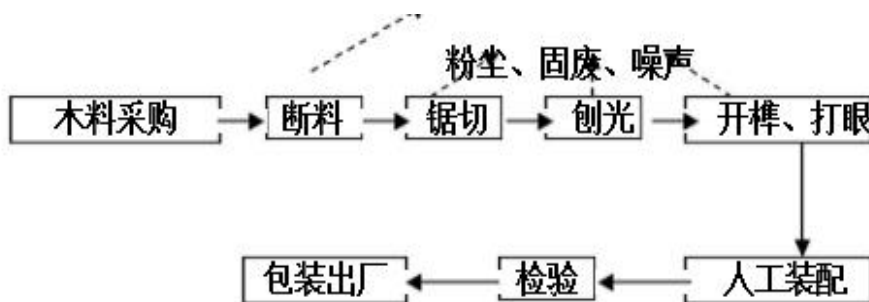 粉尘、固废、噪声
木料采购 断料 锯切 刨光 开榫、打眼
包装出厂 检验 人工装配